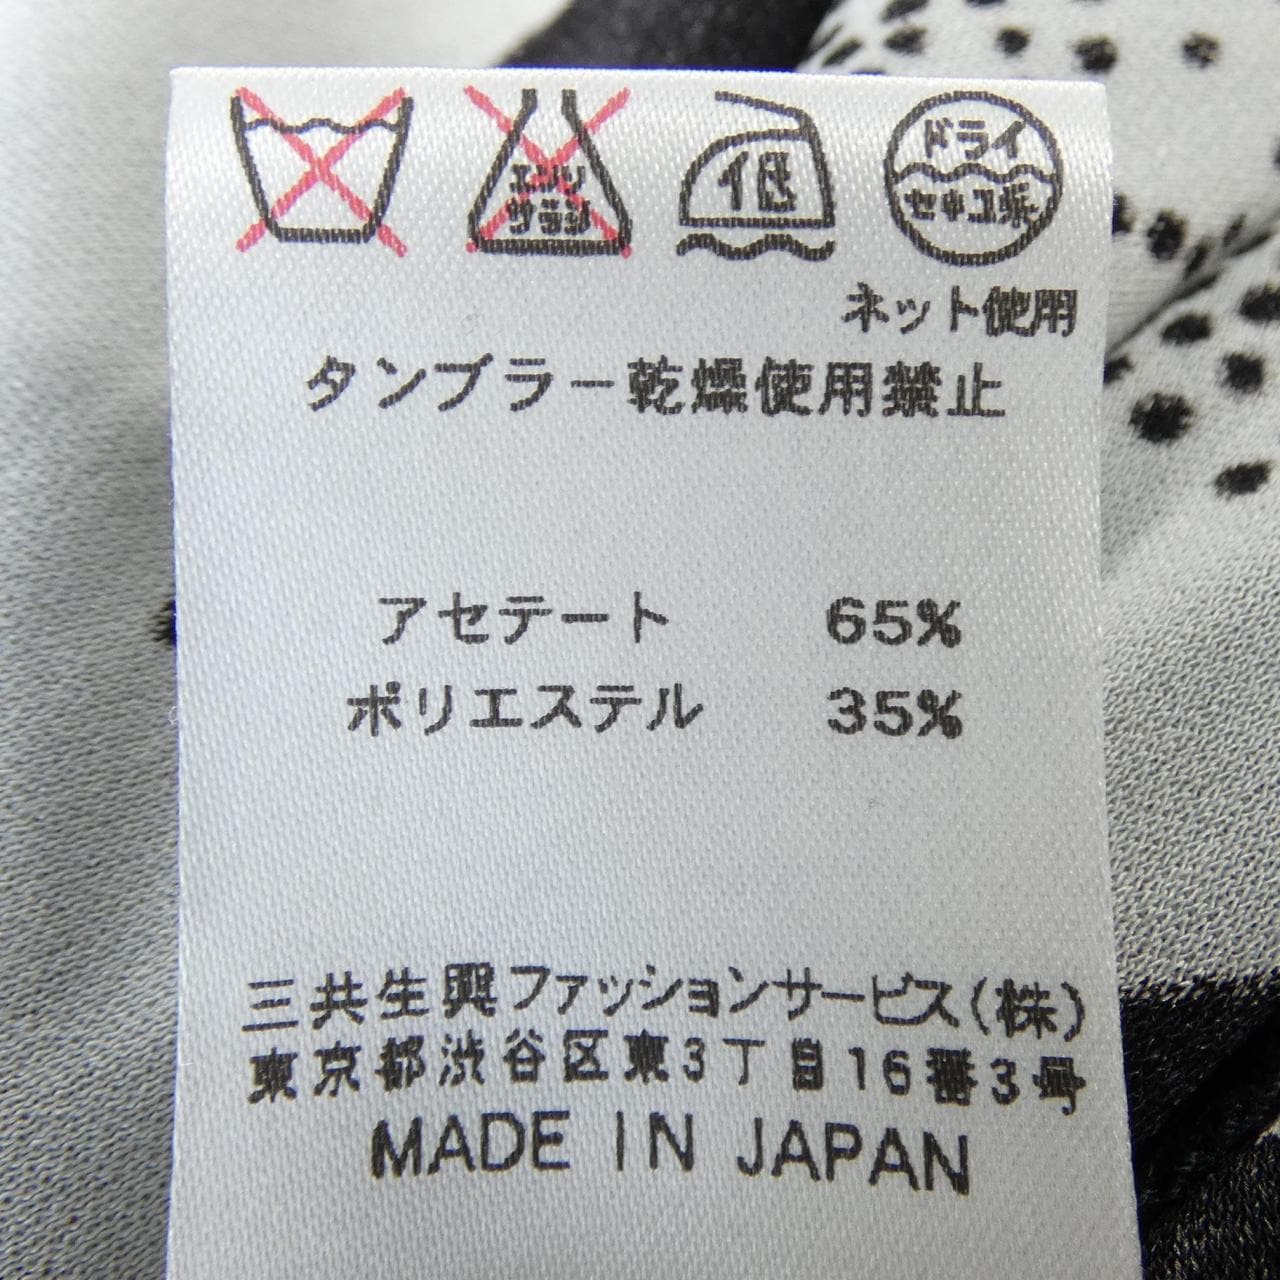 エンソ
サラシ
低
ドライ
セキユ系
ネット使用
タンブラー乾燥使用禁止
アセテート 65%
ポリエステル 35%
三共生興ファッションサービス(株)
東京都渋谷区東3丁目16番3号
MADE IN JAPAN